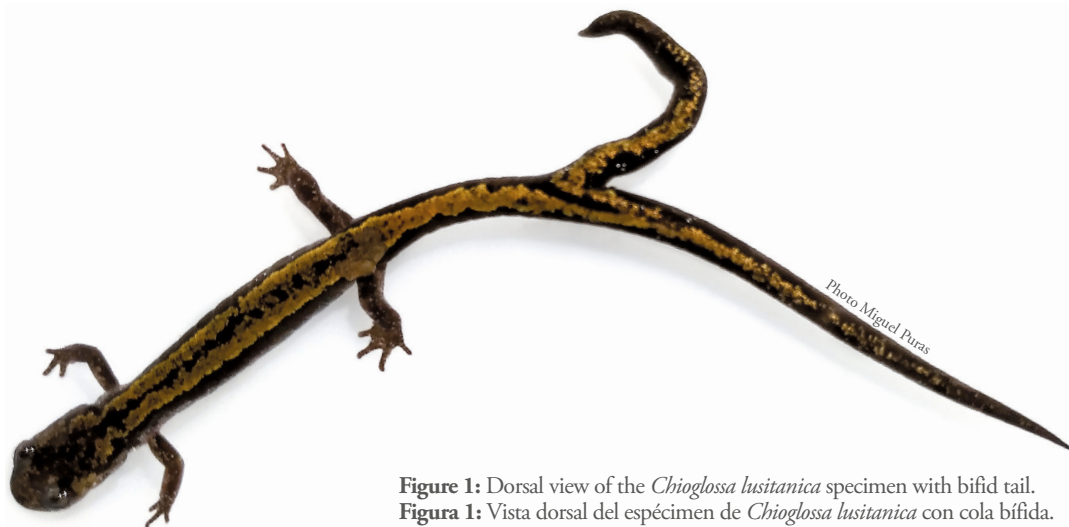 Photo Miguel Puras
Figure 1: Dorsal view of the Chioglossa lusitanica specimen with bifid tail.
Figura 1: Vista dorsal del espécimen de Chioglossa lusitanica con cola bífida.